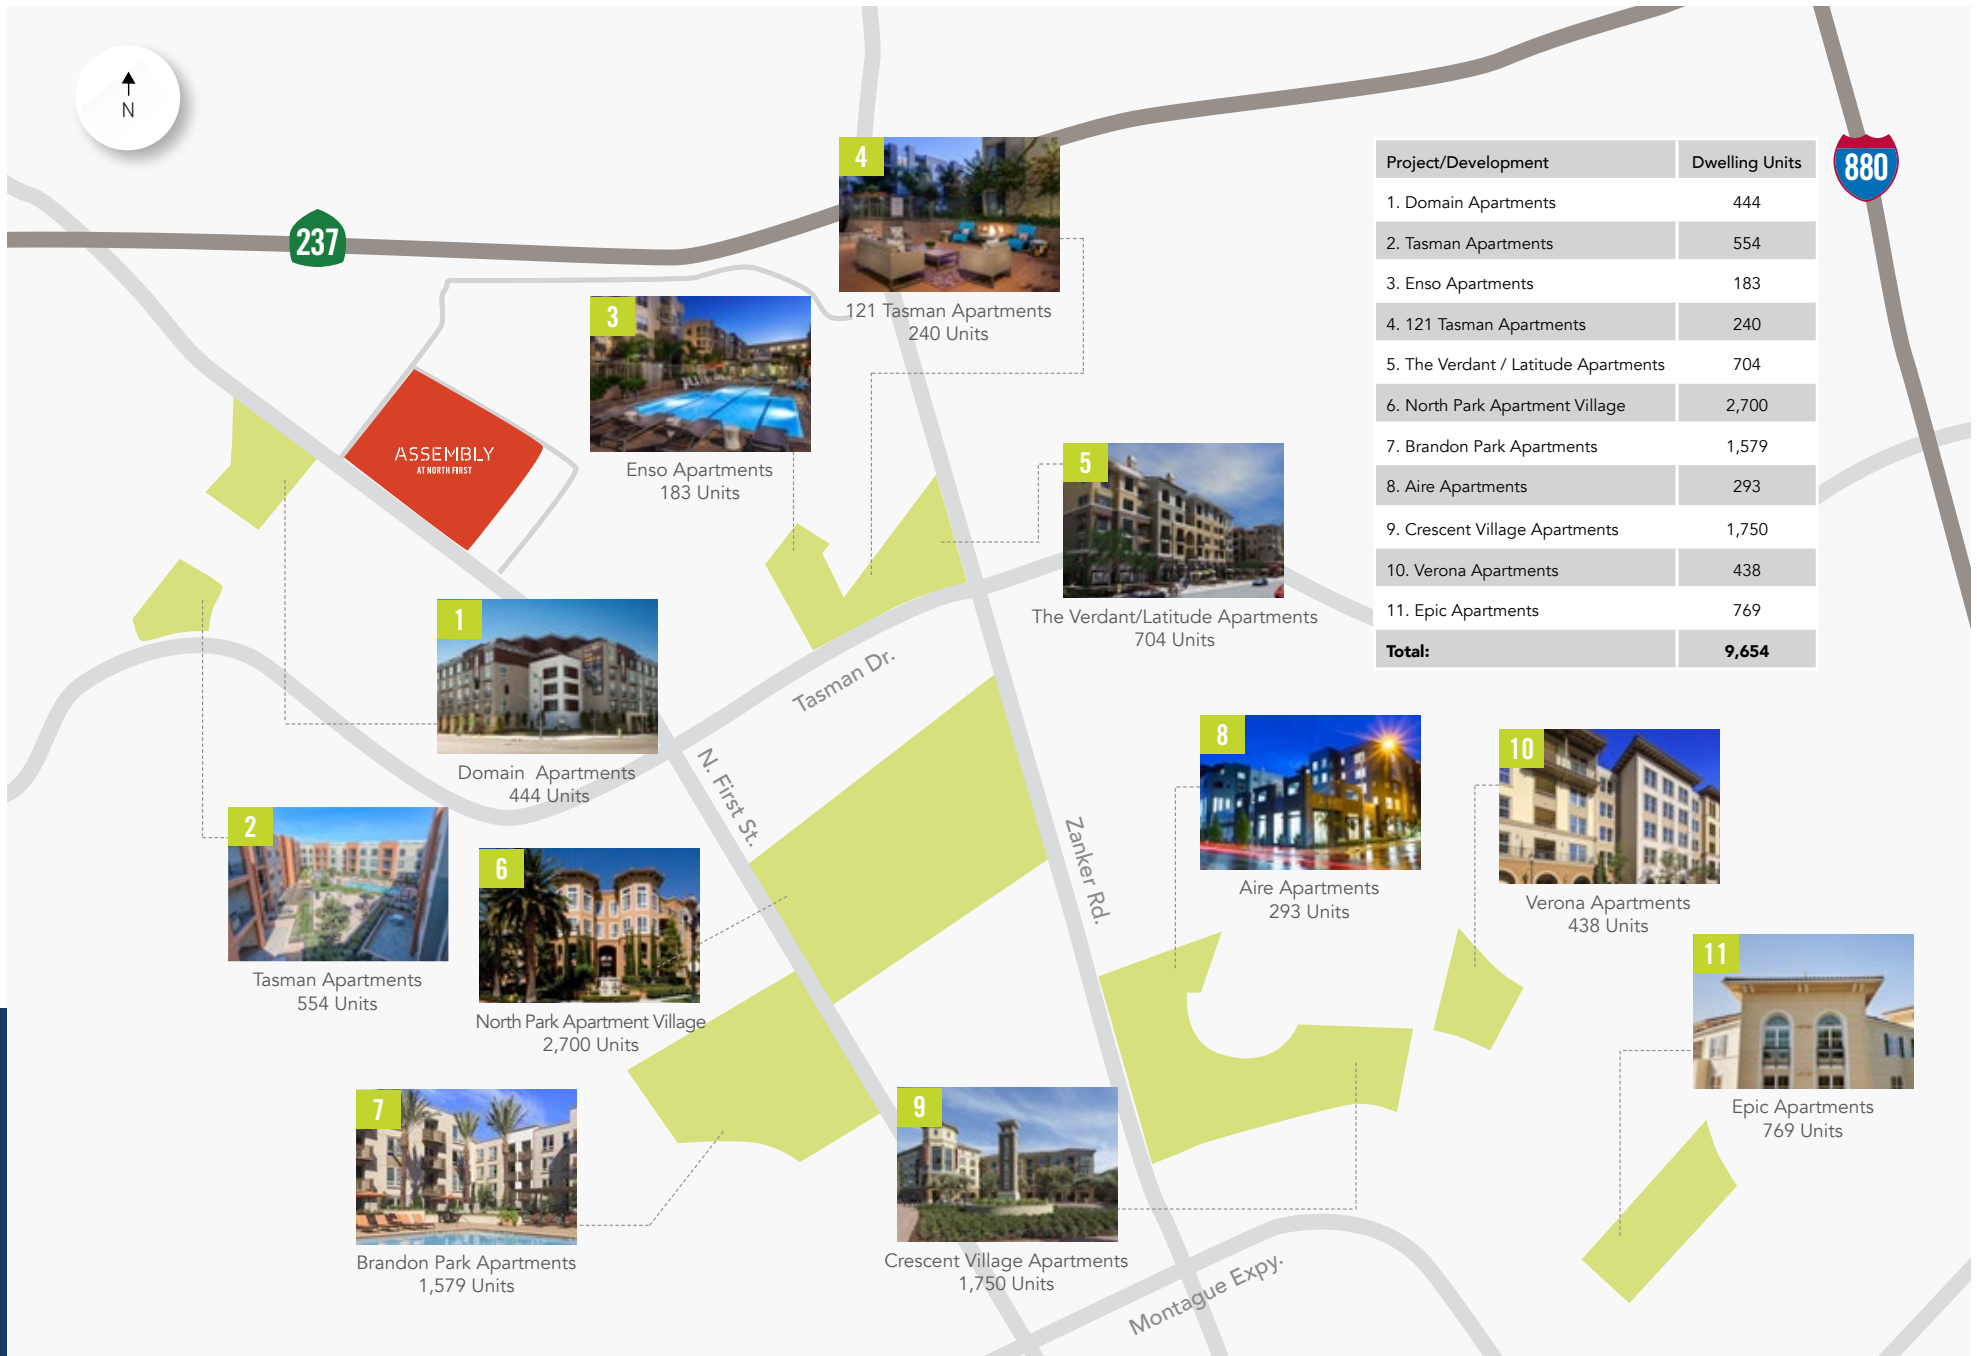 N
237
880
4
121 Tasman Apartments
240 Units
3
Enso Apartments
183 Units
ASSEMBLY
AT NORTH FIRST
5
The Verdant/Latitude Apartments
704 Units
Project/Development Dwelling Units
1. Domain Apartments 444
2. Tasman Apartments 554
3. Enso Apartments 183
4. 121 Tasman Apartments 240
5. The Verdant / Latitude Apartments 704
6. North Park Apartment Village 2,700
7. Brandon Park Apartments 1,579
8. Aire Apartments 293
9. Crescent Village Apartments 1,750
10. Verona Apartments 438
11. Epic Apartments 769
Total: 9,654
1
Domain Apartments
444 Units
Tasman Dr.
N. First St.
Zanker Rd.
2
Tasman Apartments
554 Units
6
North Park Apartment Village
2,700 Units
8
Aire Apartments
293 Units
10
Verona Apartments
438 Units
11
Epic Apartments
769 Units
7
Brandon Park Apartments
1,579 Units
9
Crescent Village Apartments
1,750 Units
Montague Expy.